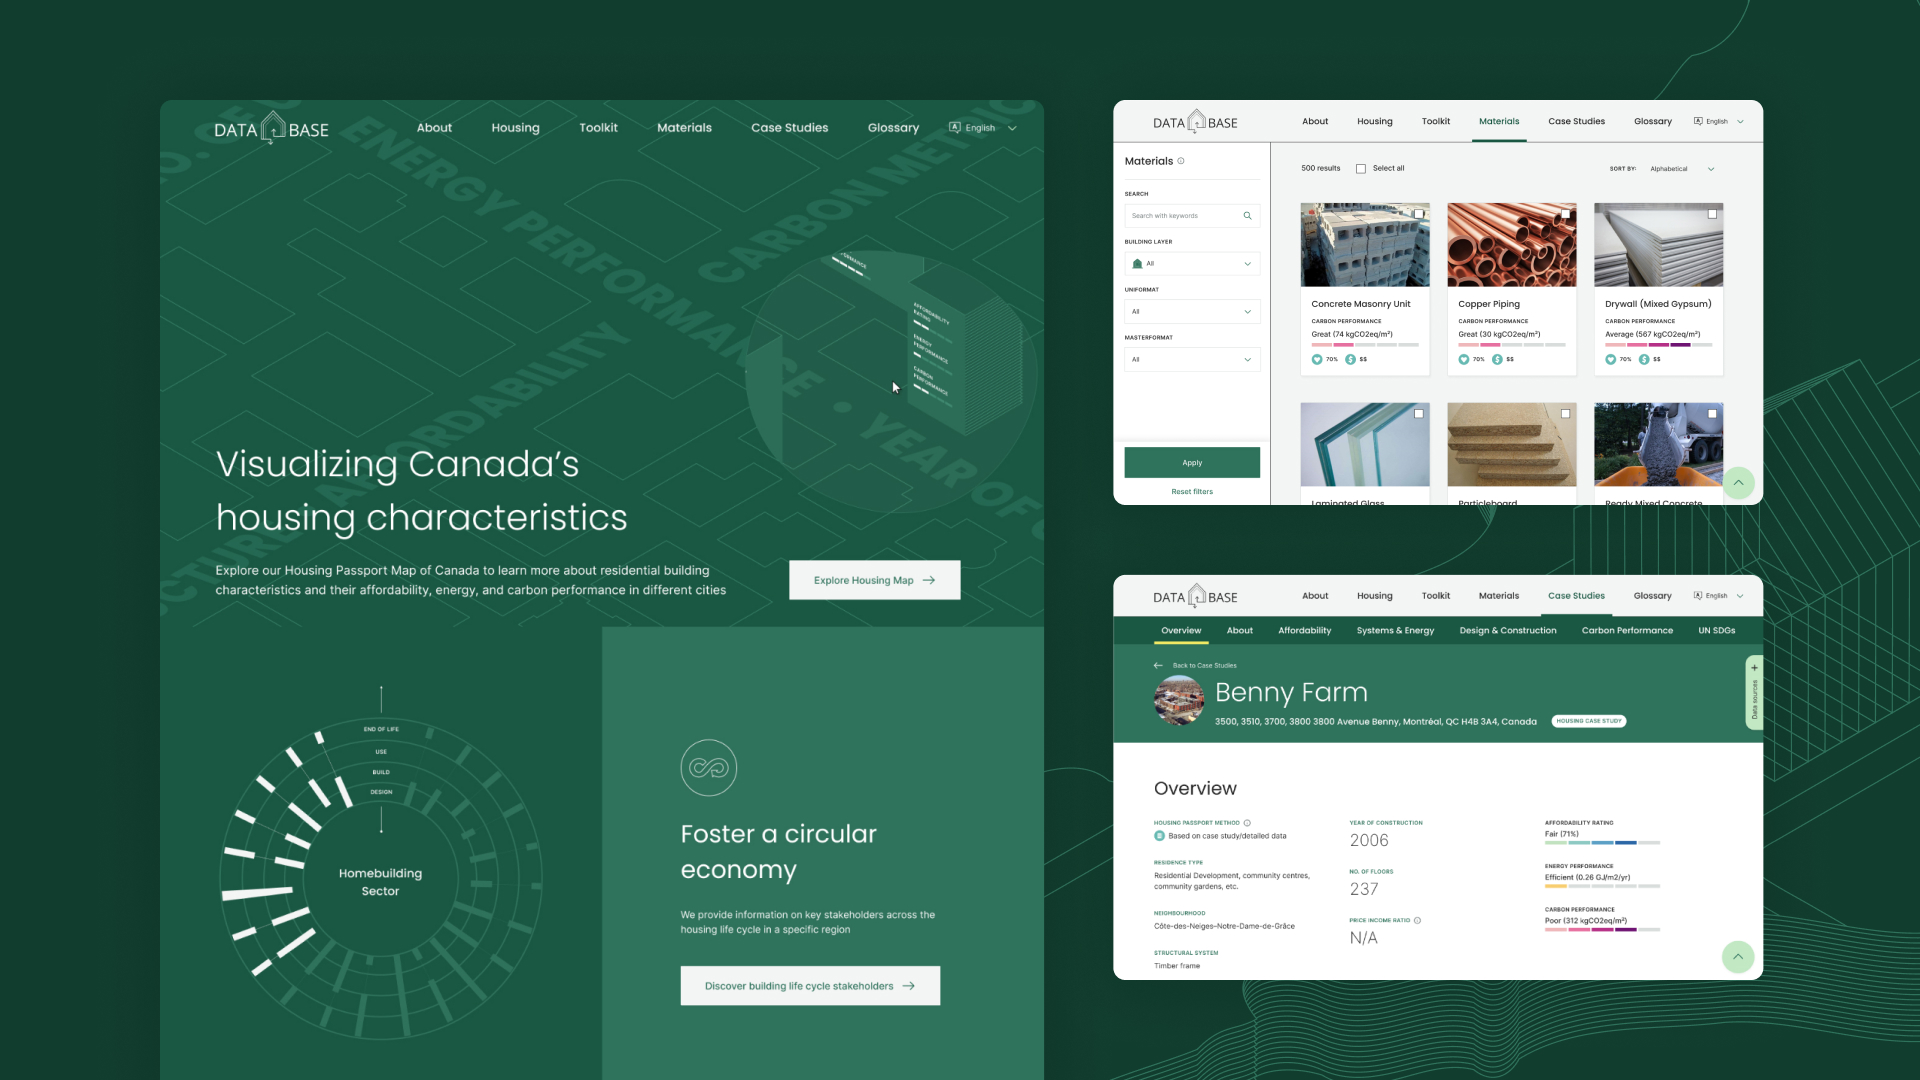 DATA BASE
About
Housing
Toolkit
Materials
Case Studies
Glossary
English
ENERGY PERFORMANCE • YEAR OF C
CARBON METRIC
CTURE
AFFORDABILITY
AFFORDABILITY
RATING
ENERGY
PERFORMANCE
CARBON
PERFORMANCE
Visualizing Canada’s
housing characteristics
Explore our Housing Passport Map of Canada to learn more about residential building
characteristics and their affordability, energy, and carbon performance in different cities
Explore Housing Map
END OF LIFE
USE
BUILD
DESIGN
Homebuilding
Sector
Foster a circular
economy
We provide information on key stakeholders across the
housing life cycle in a specific region
Discover building life cycle stakeholders
DATA BASE
About
Housing
Toolkit
Materials
Case Studies
Glossary
English
Materials
SEARCH
Search with keywords
BUILDING LAYER
All
UNIFORMAT
All
MASTERFORMAT
All
Apply
Reset filters
500 results
Select all
SORT BY:
Alphabetical
Concrete Masonry Unit
CARBON PERFORMANCE
Great (74 kgCO2eq/m²)
70%
$$
Copper Piping
CARBON PERFORMANCE
Great (30 kgCO2eq/m²)
70%
$$
Drywall (Mixed Gypsum)
CARBON PERFORMANCE
Average (567 kgCO2eq/m²)
70%
$$
Laminated Glass
Particleboard
Ready Mixed Concrete
DATA BASE
About
Housing
Toolkit
Materials
Case Studies
Glossary
English
Overview
About
Affordability
Systems & Energy
Design & Construction
Carbon Performance
UN SDGs
Back to Case Studies
Benny Farm
3500, 3510, 3700, 3800 3800 Avenue Benny, Montréal, QC H4B 3A4, Canada
HOUSING CASE STUDY
Data sources
Overview
HOUSING PASSPORT METHOD
Based on case study/detailed data
RESIDENCE TYPE
Residential Development, community centres,
community gardens, etc.
NEIGHBOURHOOD
Côte-des-Neiges–Notre-Dame-de-Grâce
STRUCTURAL SYSTEM
Timber frame
YEAR OF CONSTRUCTION
2006
NO. OF FLOORS
237
PRICE INCOME RATIO
N/A
AFFORDABILITY RATING
Fair (71%)
ENERGY PERFORMANCE
Efficient (0.26 GJ/m2/yr)
CARBON PERFORMANCE
Poor (312 kgCO2eq/m²)